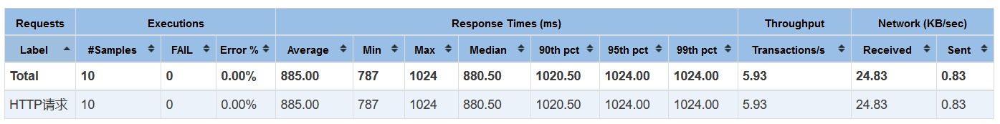 Requests Executions Response Times (ms) Throughput Network (KB/sec)
Label #Samples FAIL Error % Average Min Max Median 90th pct 95th pct 99th pct Transactions/s Received Sent
Total 10 0 0.00% 885.00 787 1024 880.50 1020.50 1024.00 1024.00 5.93 24.83 0.83
HTTP请求 10 0 0.00% 885.00 787 1024 880.50 1020.50 1024.00 1024.00 5.93 24.83 0.83